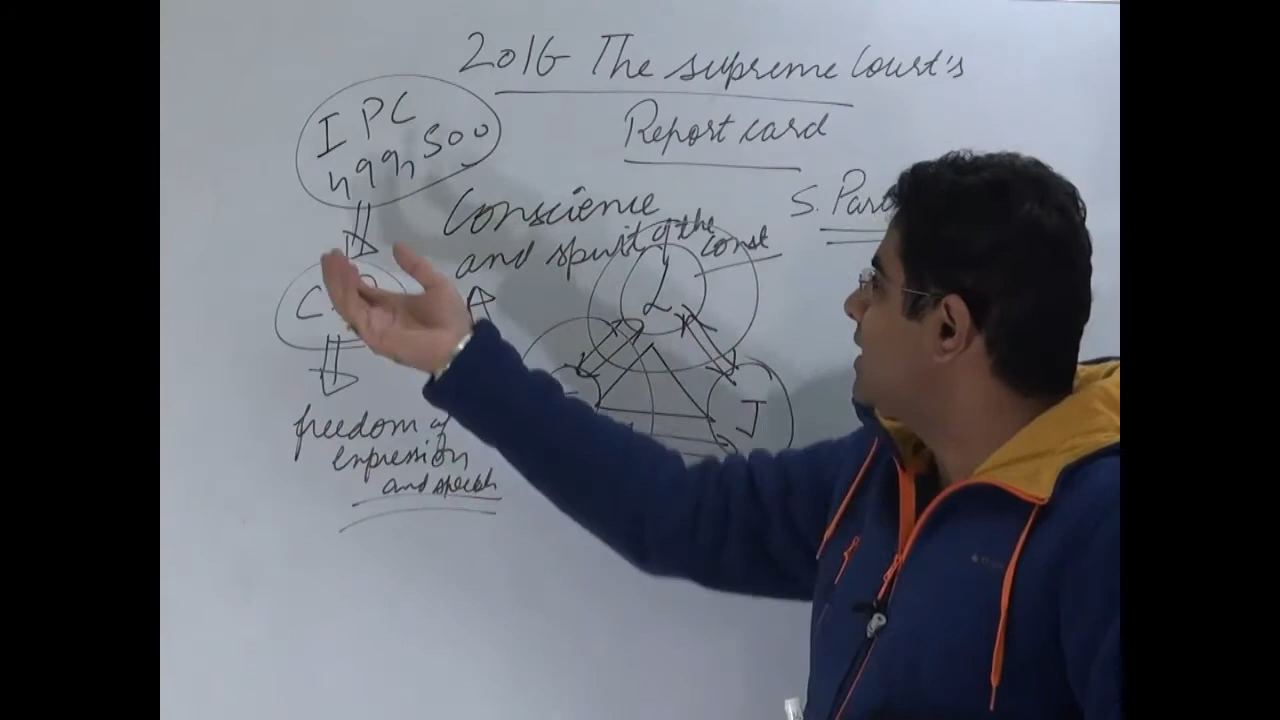 2016 The supreme Court's
Report card
IPC
499, 500
S.
Conscience
and spirit of the
const
L
J
freedom of
expression
and speech